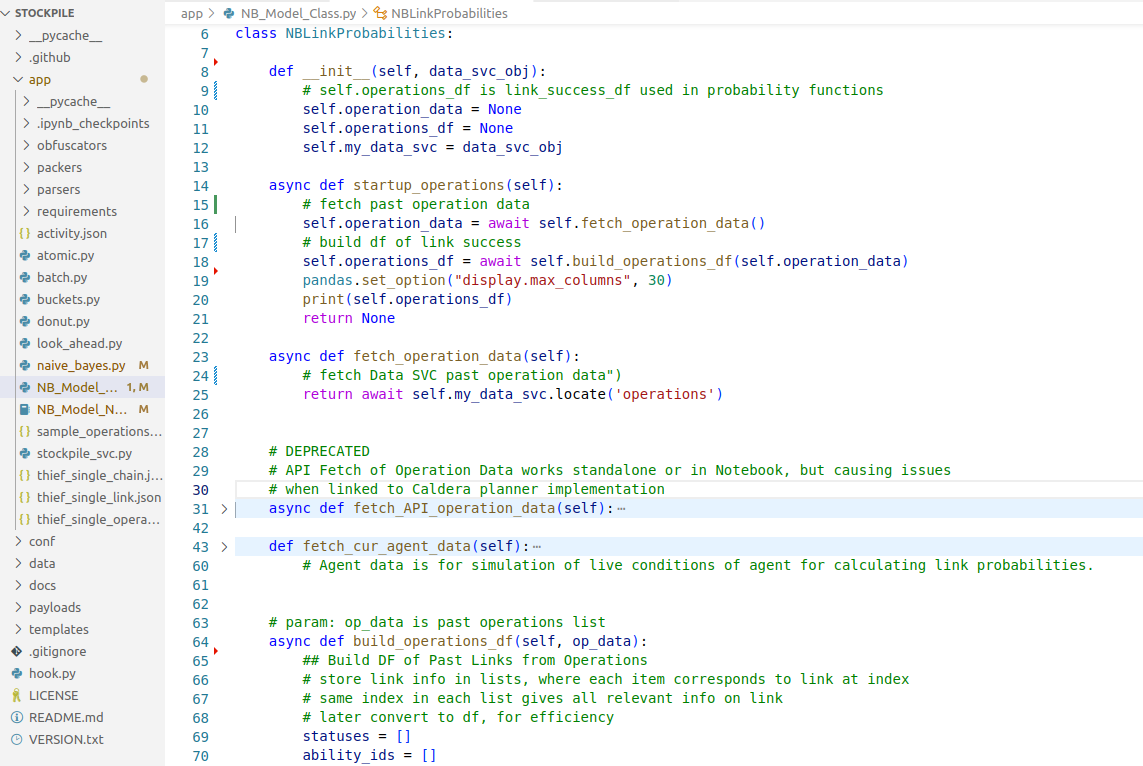 STOCKPILE
__pycache__
.github
app
__pycache__
.ipynb_checkpoints
obfuscators
packers
parsers
requirements
activity.json
atomic.py
batch.py
buckets.py
donut.py
look_ahead.py
naive_bayes.py M
NB_Model_... 1, M
NB_Model_N... M
sample_operations...
stockpile_svc.py
thief_single_chain.j...
thief_single_link.json
thief_single_opera...
conf
data
docs
payloads
templates
.gitignore
hook.py
LICENSE
README.md
VERSION.txt
app > NB_Model_Class.py > NBLinkProbabilities
6 class NBLinkProbabilities:
7
8 def __init__(self, data_svc_obj):
9 # self.operations_df is link_success_df used in probability functions
10 self.operation_data = None
11 self.operations_df = None
12 self.my_data_svc = data_svc_obj
13
14 async def startup_operations(self):
15 # fetch past operation data
16 self.operation_data = await self.fetch_operation_data()
17 # build df of link success
18 self.operations_df = await self.build_operations_df(self.operation_data)
19 pandas.set_option("display.max_columns", 30)
20 print(self.operations_df)
21 return None
22
23 async def fetch_operation_data(self):
24 # fetch Data SVC past operation data")
25 return await self.my_data_svc.locate('operations')
26
27
28 # DEPRECATED
29 # API Fetch of Operation Data works standalone or in Notebook, but causing issues
30 # when linked to Caldera planner implementation
31 async def fetch_API_operation_data(self):⋯
42
43 def fetch_cur_agent_data(self):⋯
60 # Agent data is for simulation of live conditions of agent for calculating link probabilities.
61
62
63 # param: op_data is past operations list
64 async def build_operations_df(self, op_data):
65 ## Build DF of Past Links from Operations
66 # store link info in lists, where each item corresponds to link at index
67 # same index in each list gives all relevant info on link
68 # later convert to df, for efficiency
69 statuses = []
70 ability_ids = []